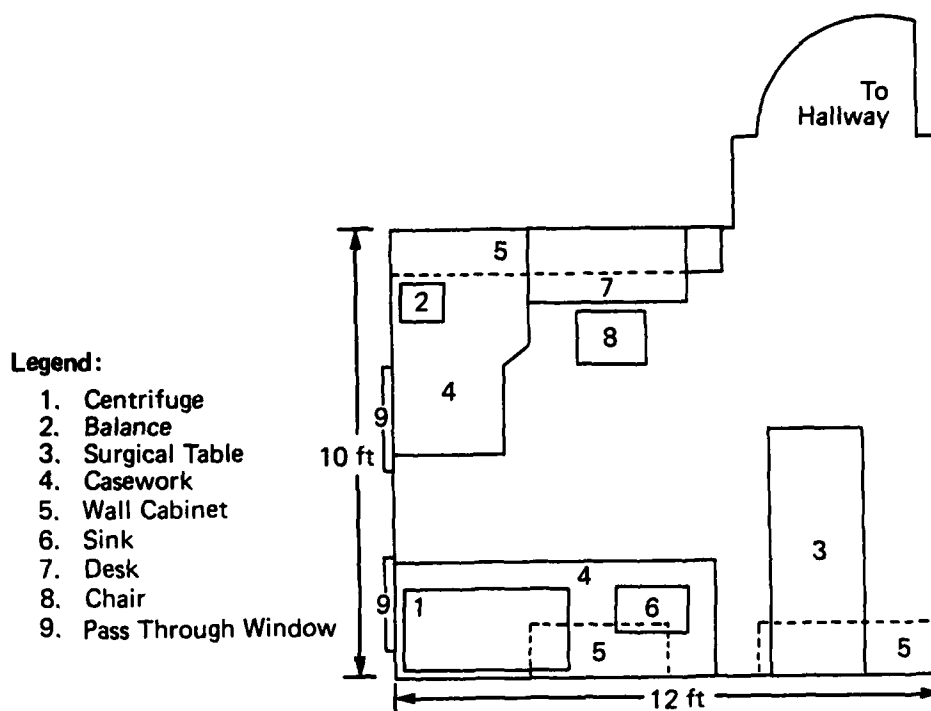 To
Hallway
5
7
2
8
Legend:
1. Centrifuge
2. Balance
3. Surgical Table
4. Casework
5. Wall Cabinet
6. Sink
7. Desk
8. Chair
9. Pass Through Window
4
9
10 ft
3
4
9
1
6
5
5
12 ft